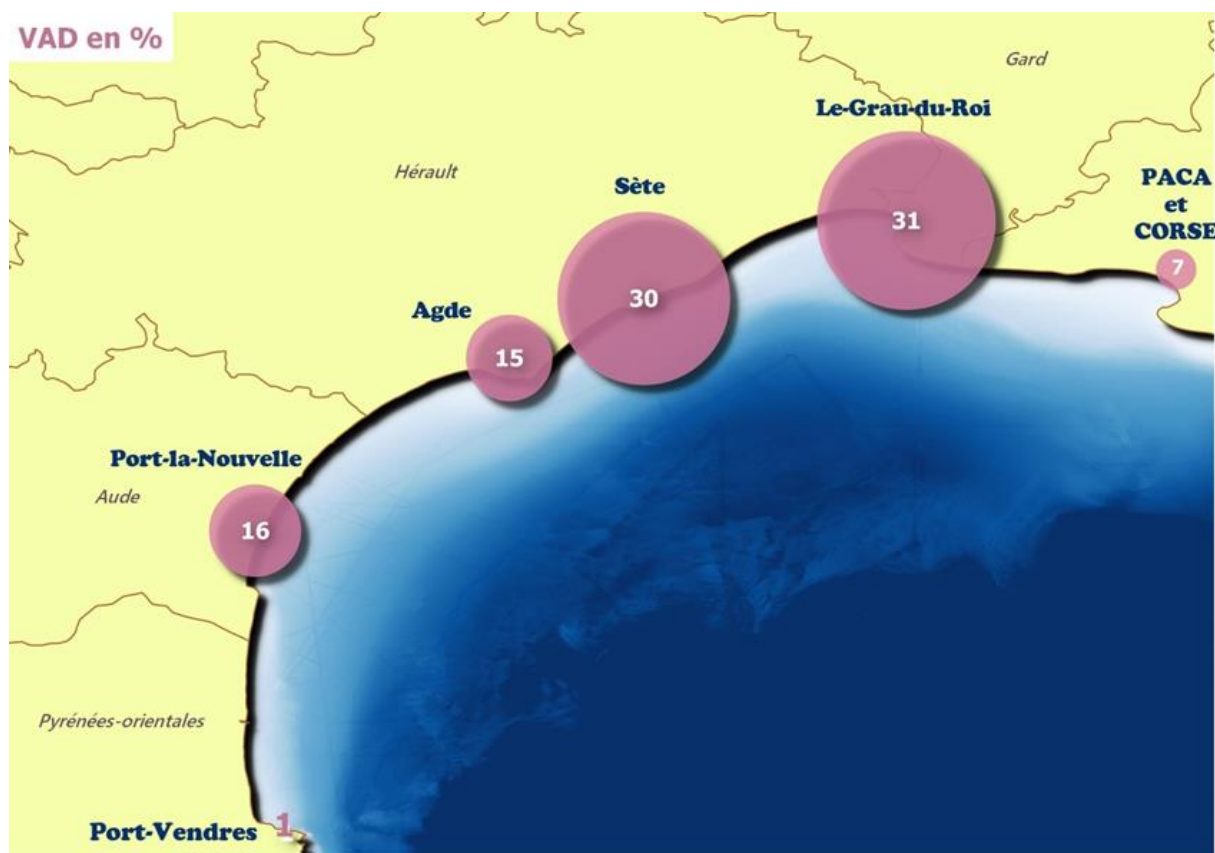 VAD en %
Gard
Le-Grau-du-Roi
Hérault
Sète
PACA
et
CORSE
31
7
30
Agde
15
Port-la-Nouvelle
Aude
16
Pyrénées-orientales
Port-Vendres 1